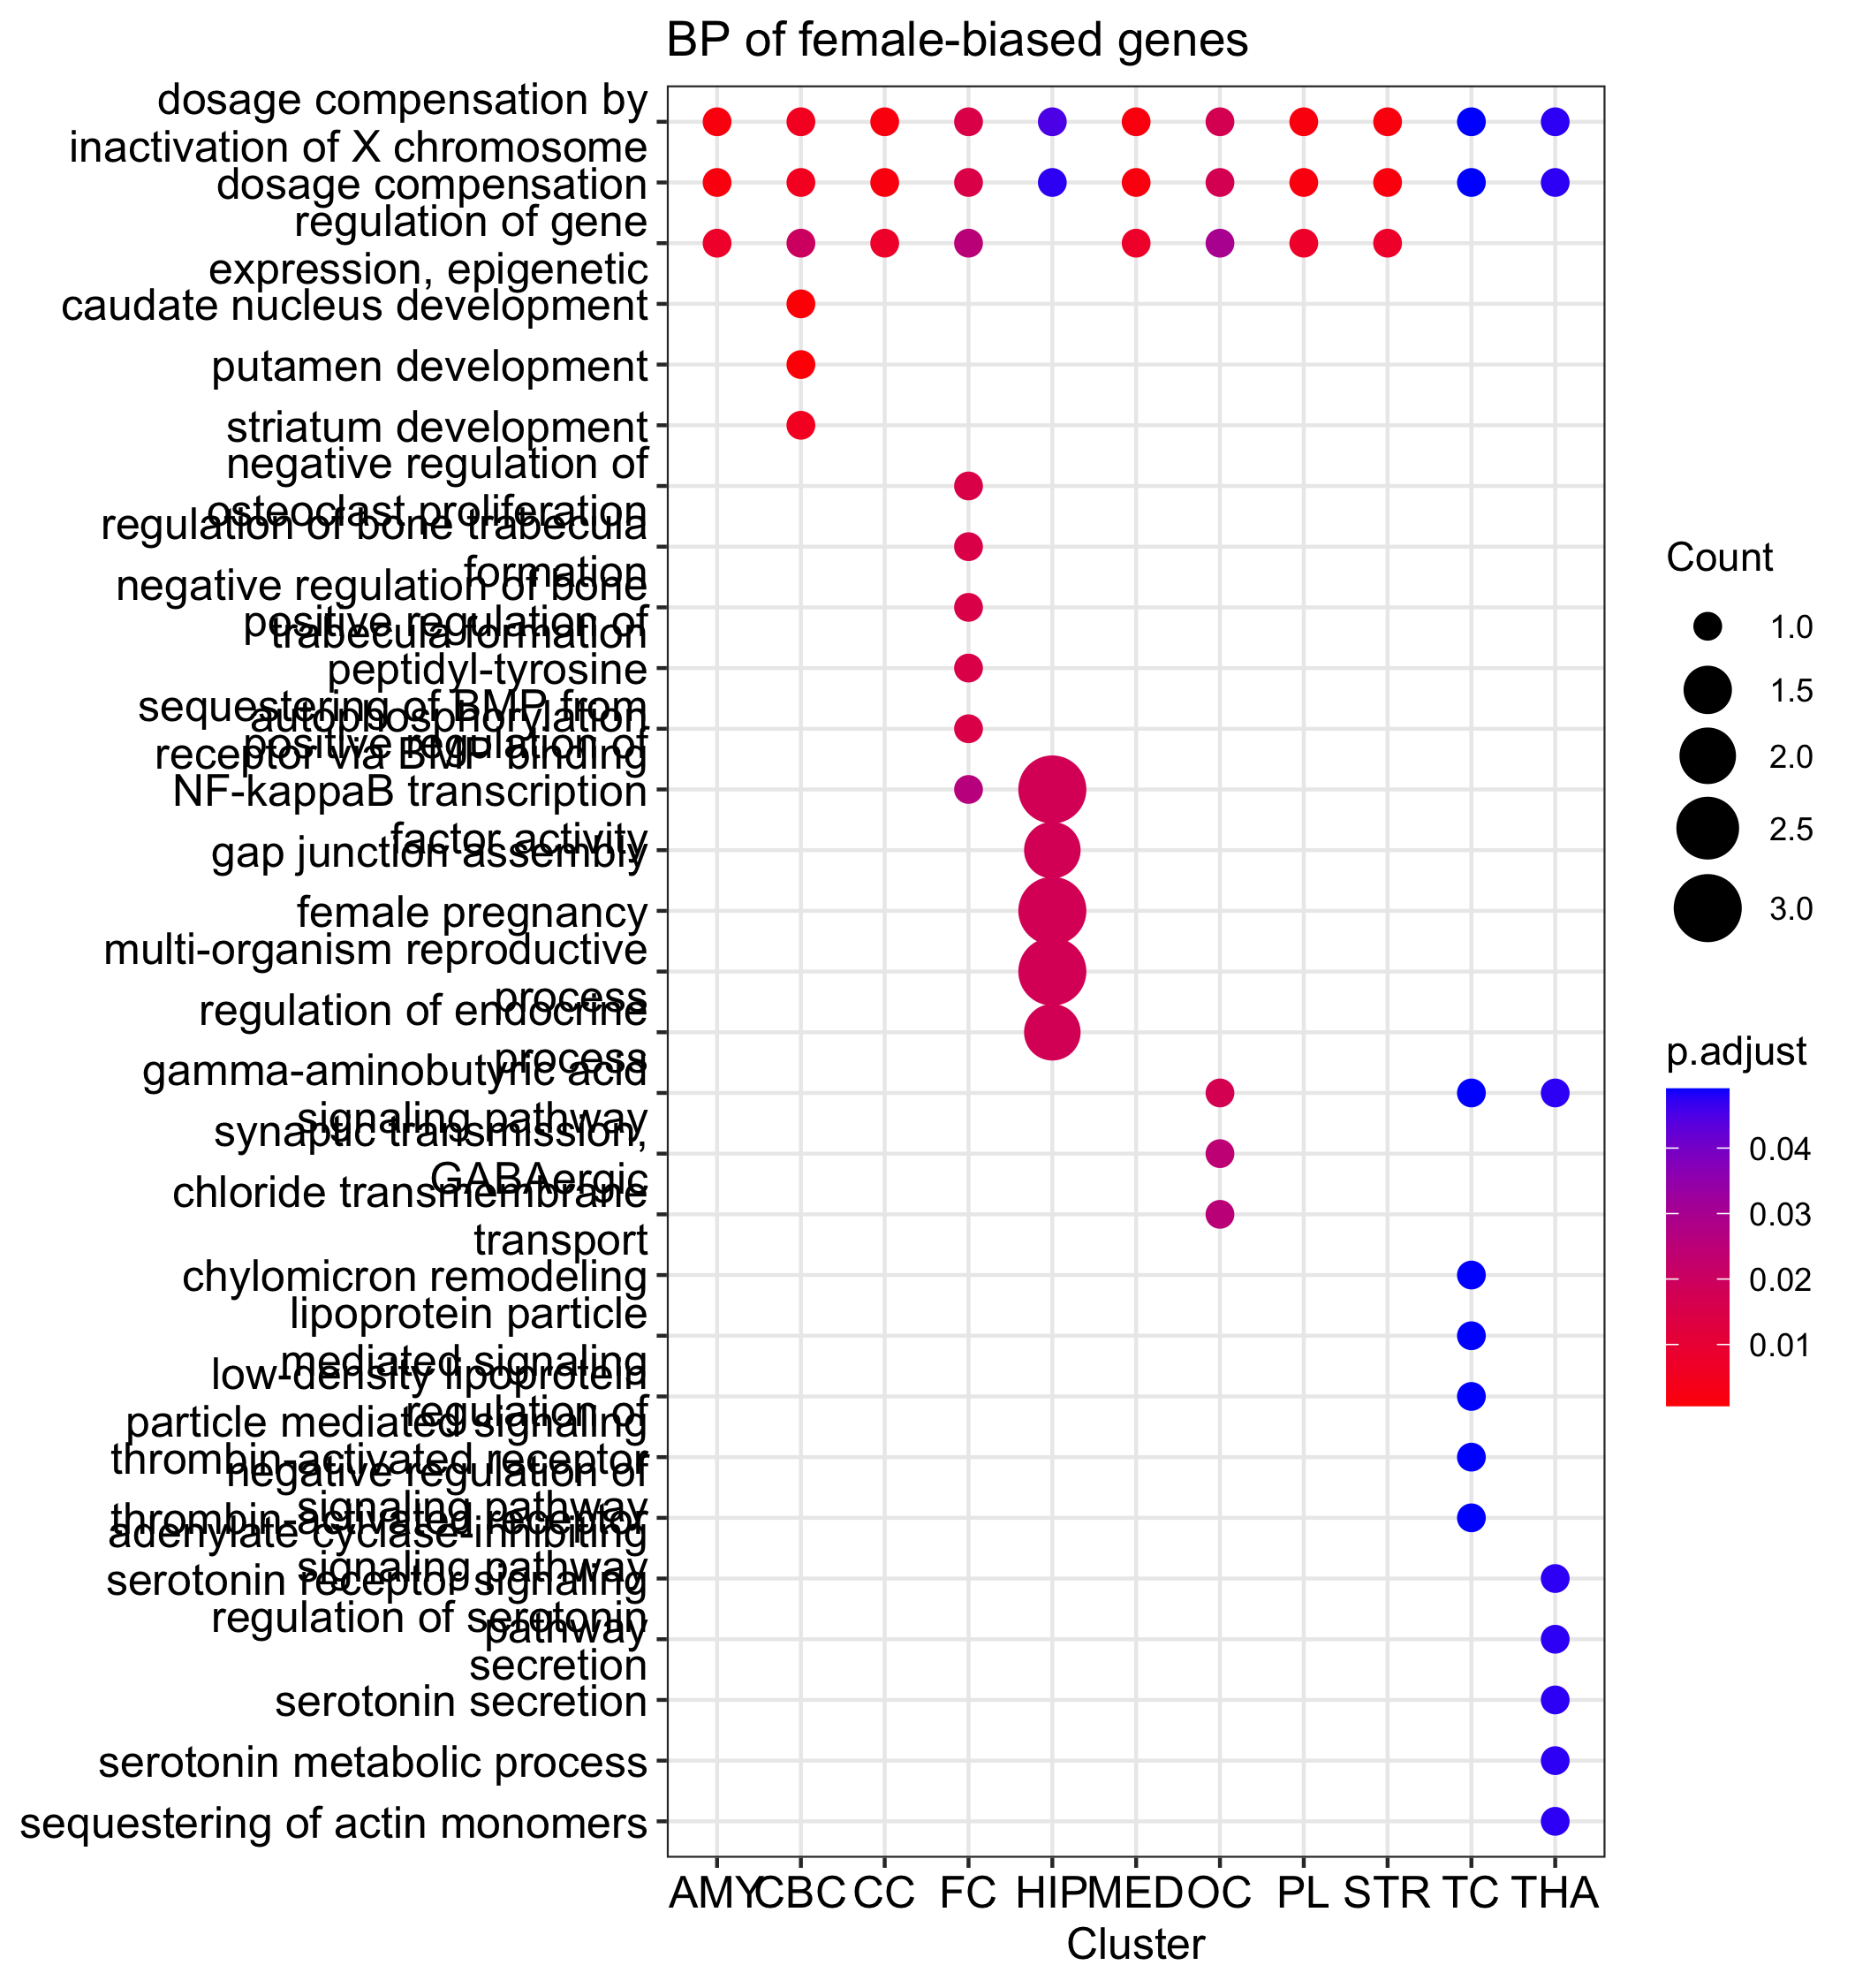 BP of female-biased genes
dosage compensation by
inactivation of X chromosome
dosage compensation
regulation of gene
expression, epigenetic
caudate nucleus development
putamen development
striatum development
negative regulation of
osteoclast proliferation
regulation of bone trabecula
formation
negative regulation of bone
trabecula formation
positive regulation of
peptidyl-tyrosine
autophosphorylation
sequestering of BMP from
receptor via BMP binding
positive regulation of
NF-kappaB transcription
factor activity
gap junction assembly
female pregnancy
multi-organism reproductive
process
regulation of endocrine
process
gamma-aminobutyric acid
signaling pathway
synaptic transmission,
GABAergic
chloride transmembrane
transport
chylomicron remodeling
lipoprotein particle
mediated signaling
low-density lipoprotein
particle mediated signaling
regulation of
thrombin-activated receptor
signaling pathway
negative regulation of
thrombin-activated receptor
signaling pathway
adenylate cyclase-inhibiting
serotonin receptor signaling
pathway
regulation of serotonin
secretion
serotonin secretion
serotonin metabolic process
sequestering of actin monomers
AMY CBC CC FC HIP MED OC PL STR TC THA
Cluster
Count
1.0
1.5
2.0
2.5
3.0
p.adjust
0.04
0.03
0.02
0.01